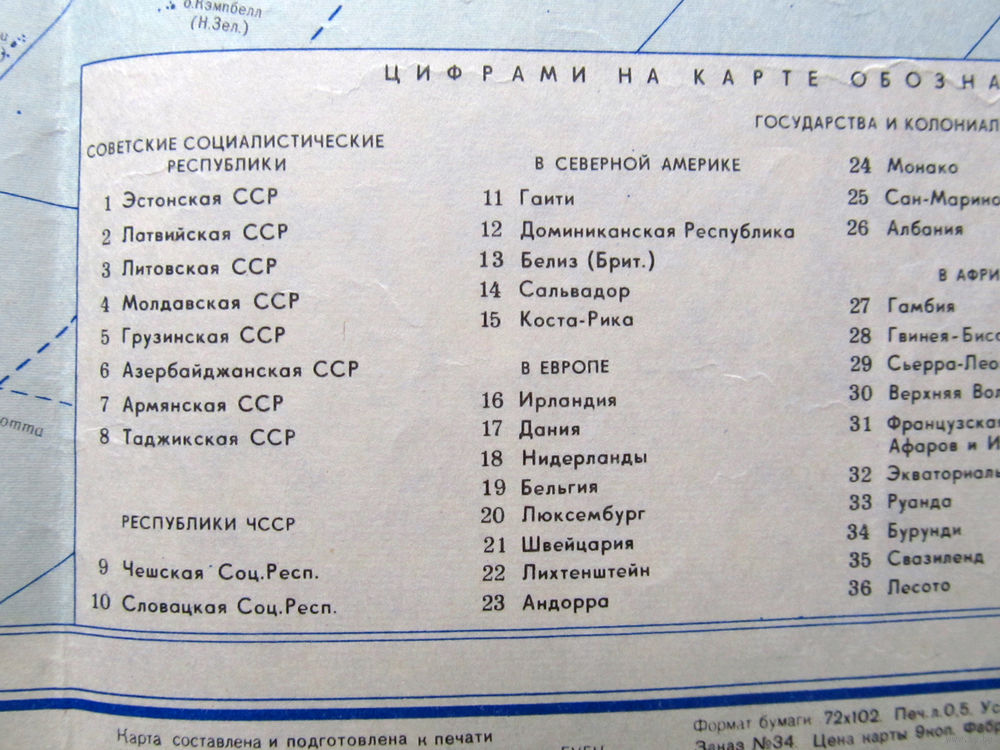 о.Кэмпбелл
(Н.Зел.)
отта
ЦИФРАМИ НА КАРТЕ ОБОЗНА
СОВЕТСКИЕ СОЦИАЛИСТИЧЕСКИЕ
РЕСПУБЛИКИ
1 Эстонская ССР
2 Латвийская ССР
3 Литовская ССР
4 Молдавская ССР
5 Грузинская ССР
6 Азербайджанская ССР
7 Армянская ССР
8 Таджикская ССР
РЕСПУБЛИКИ ЧССР
9 Чешская Соц.Респ.
10 Словацкая Соц.Респ.
ГОСУДАРСТВА И КОЛОНИАЛ
В СЕВЕРНОЙ АМЕРИКЕ
11 Гаити
12 Доминиканская Республика
13 Белиз (Брит.)
14 Сальвадор
15 Коста-Рика
В ЕВРОПЕ
16 Ирландия
17 Дания
18 Нидерланды
19 Бельгия
20 Люксембург
21 Швейцария
22 Лихтенштейн
23 Андорра
24 Монако
25 Сан-Марино
26 Албания
В АФРИ
27 Гамбия
28 Гвинея-Бисс
29 Сьерра-Лео
30 Верхняя Вол
31 Французская
Афаров и И
32 Экваториаль
33 Руанда
34 Бурунди
35 Свазиленд
36 Лесото
Карта составлена и подготовлена к печати
Формат бумаги 72х102. Печ.л.0,5. Ус
Заказ №34. Цена карты 9коп. Фабр